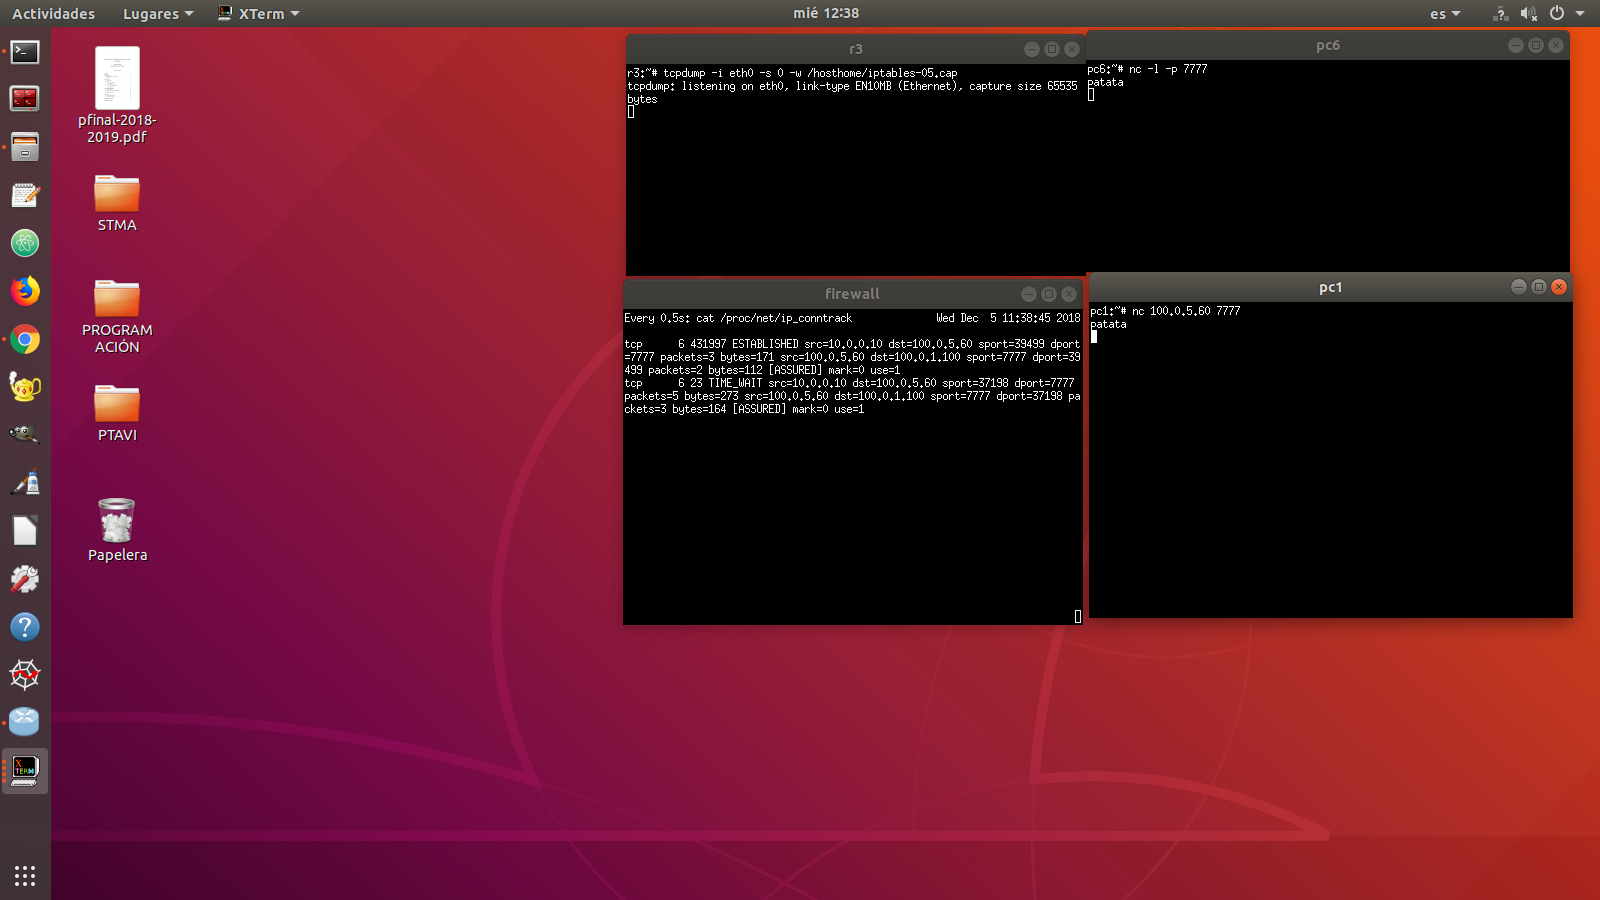 Actividades
Lugares
XTerm
mié 12:38
es
pfinal-2018-
2019.pdf
STMA
PROGRAM
ACIÓN
PTAVI
Papelera
r3
r3:~# tcpdump -i eth0 -s 0 -w /hosthome/iptables-05.cap
tcpdump: listening on eth0, link-type EN10MB (Ethernet), capture size 65535
bytes
pc6
pc6:~# nc -l -p 7777
patata
firewall
Every 0.5s: cat /proc/net/ip_conntrack Wed Dec 5 11:38:45 2018
tcp 6 431997 ESTABLISHED src=10.0.0.10 dst=100.0.5.60 sport=39499 dport
=7777 packets=3 bytes=171 src=100.0.5.60 dst=100.0.1.100 sport=7777 dport=39
499 packets=2 bytes=112 [ASSURED] mark=0 use=1
tcp 6 23 TIME_WAIT src=10.0.0.10 dst=100.0.5.60 sport=37198 dport=7777
packets=5 bytes=273 src=100.0.5.60 dst=100.0.1.100 sport=7777 dport=37198 pa
ckets=3 bytes=164 [ASSURED] mark=0 use=1
pc1
pc1:~# nc 100.0.5.60 7777
patata
X
TERM